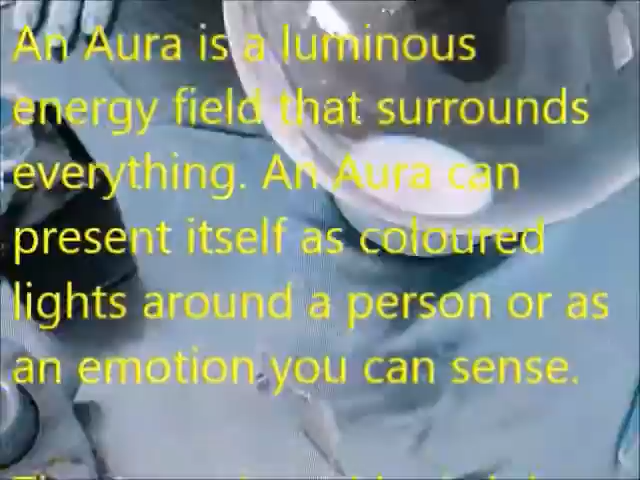 An Aura is a luminous
energy field that surrounds
everything. An Aura can
present itself as coloured
lights around a person or as
an emotion you can sense.